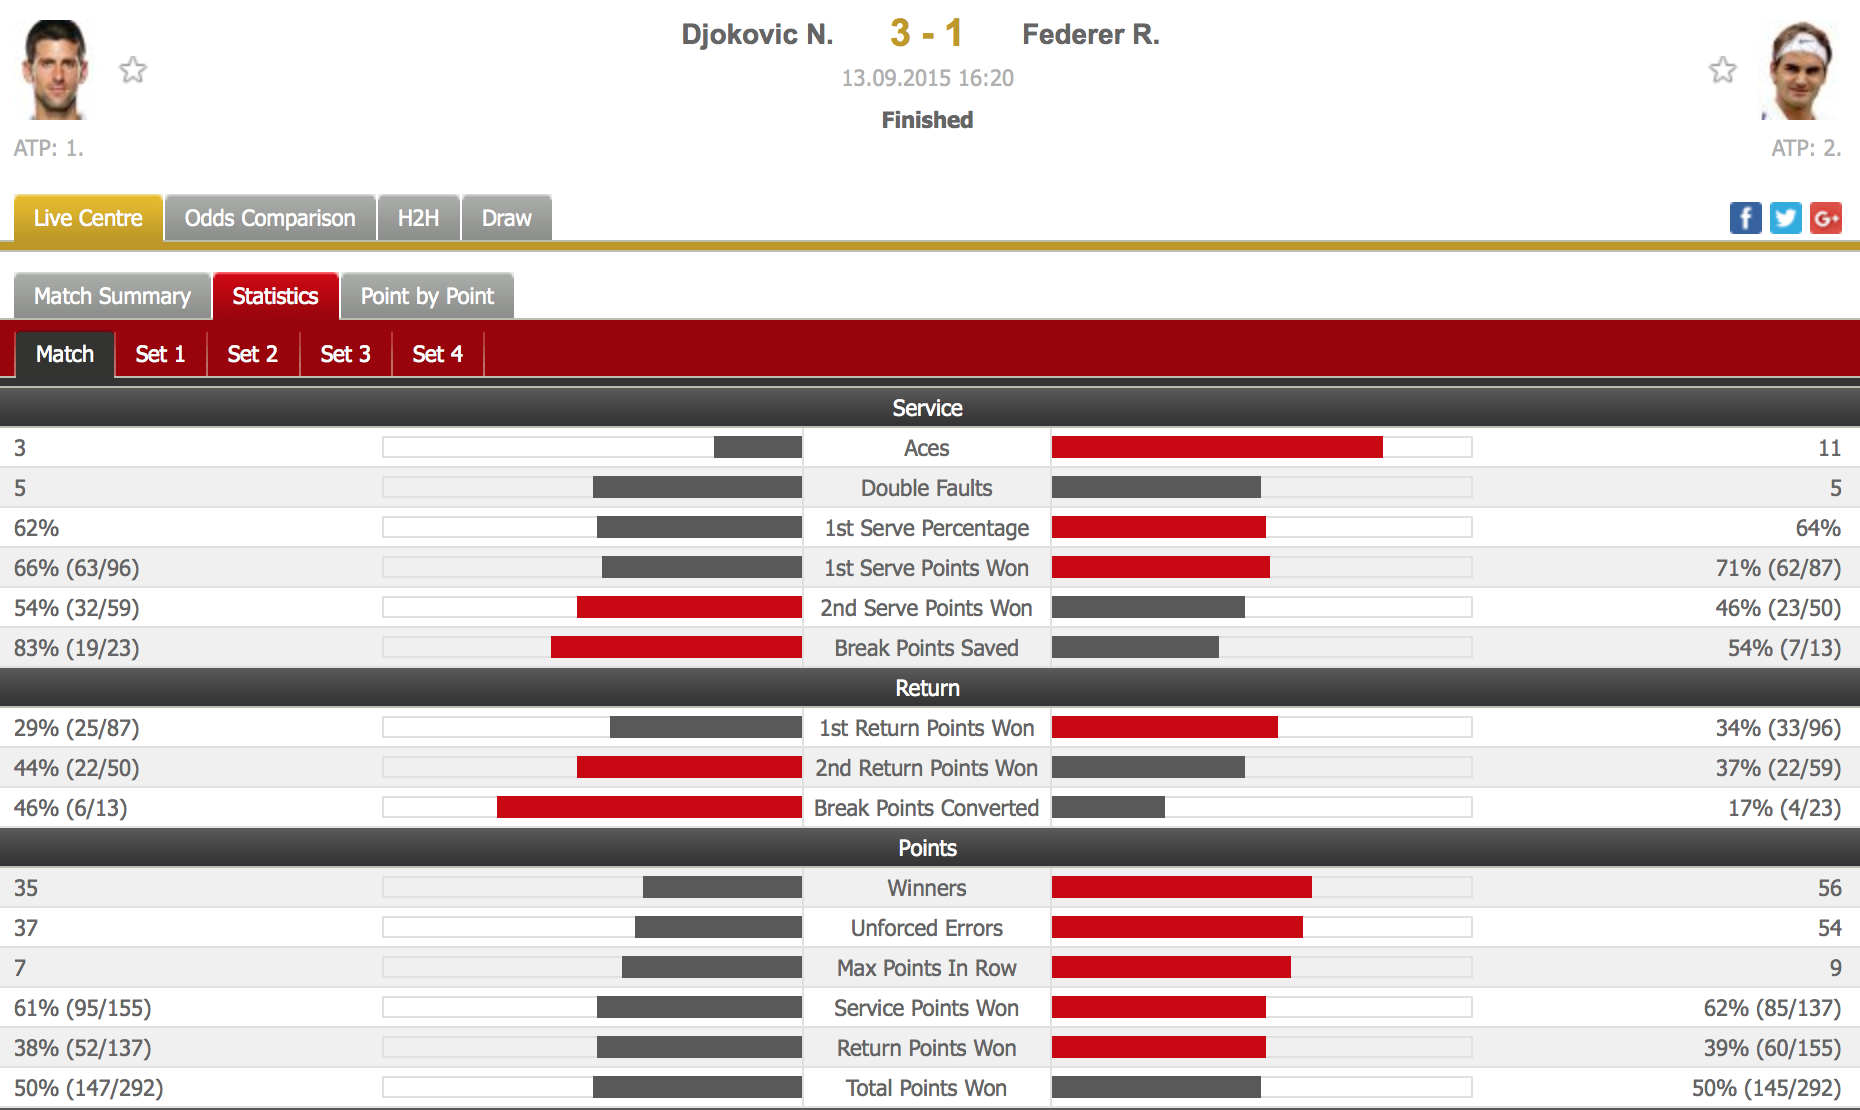 Djokovic N. 3 - 1 Federer R.
13.09.2015 16:20
Finished
ATP: 1. ATP: 2.
Live Centre Odds Comparison H2H Draw f G+
Match Summary Statistics Point by Point
Match Set 1 Set 2 Set 3 Set 4
Service
3 Aces 11
5 Double Faults 5
62% 1st Serve Percentage 64%
66% (63/96) 1st Serve Points Won 71% (62/87)
54% (32/59) 2nd Serve Points Won 46% (23/50)
83% (19/23) Break Points Saved 54% (7/13)
Return
29% (25/87) 1st Return Points Won 34% (33/96)
44% (22/50) 2nd Return Points Won 37% (22/59)
46% (6/13) Break Points Converted 17% (4/23)
Points
35 Winners 56
37 Unforced Errors 54
7 Max Points In Row 9
61% (95/155) Service Points Won 62% (85/137)
38% (52/137) Return Points Won 39% (60/155)
50% (147/292) Total Points Won 50% (145/292)